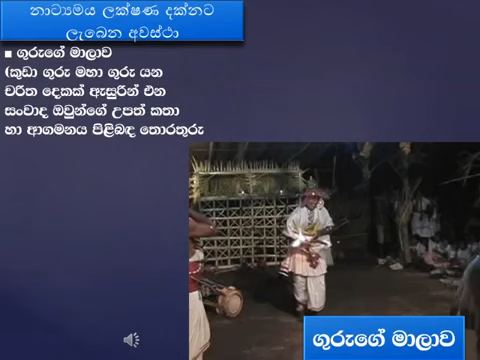 නාට්‍යමය ලක්ෂණ දක්නට
ලැබෙන අවස්ථා
■ ගුරුගේ මාලාව
(කුඩා ගුරු මහා ගුරු යන
චරිත දෙකක් ඇසුරින් එන
සංවාද ඔවුන්ගේ උපත් කතා
හා ආගමනය පිළිබඳ තොරතුරු
ගුරුගේ මාලාව